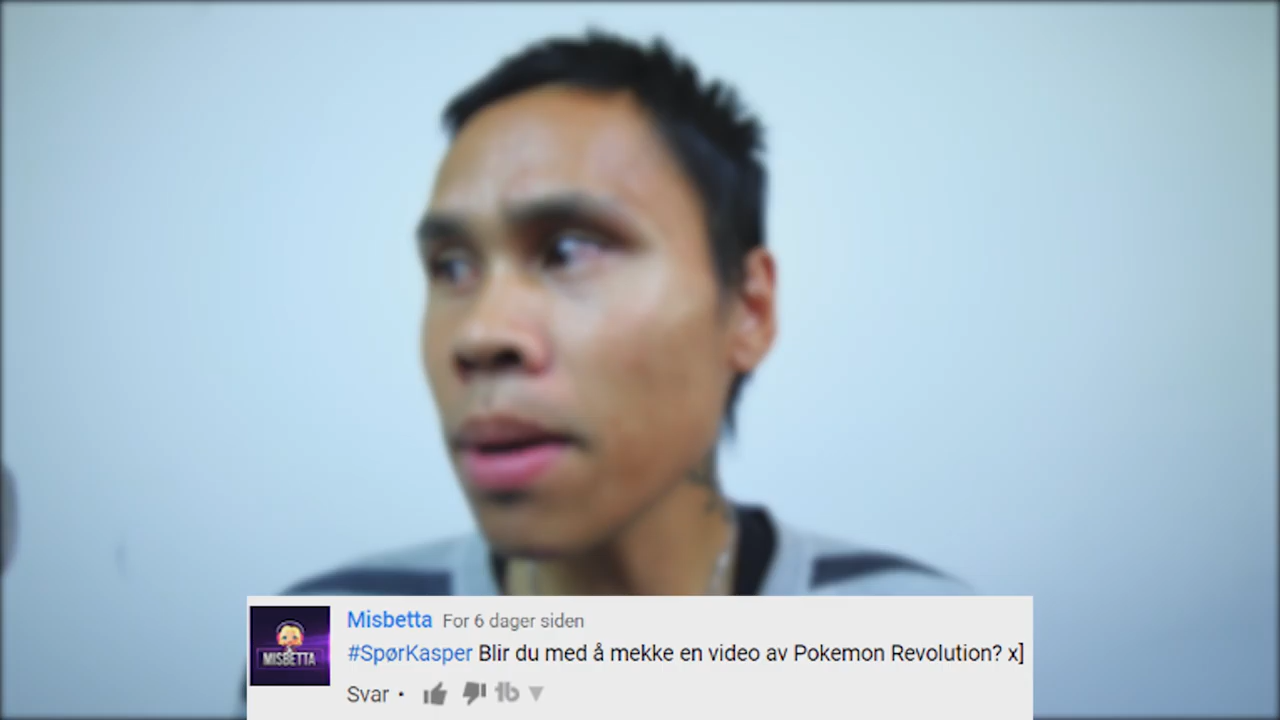 Misbetta For 6 dager siden
#SpørKasper Blir du med å mekke en video av Pokemon Revolution? x]
MISBETTA
Svar •